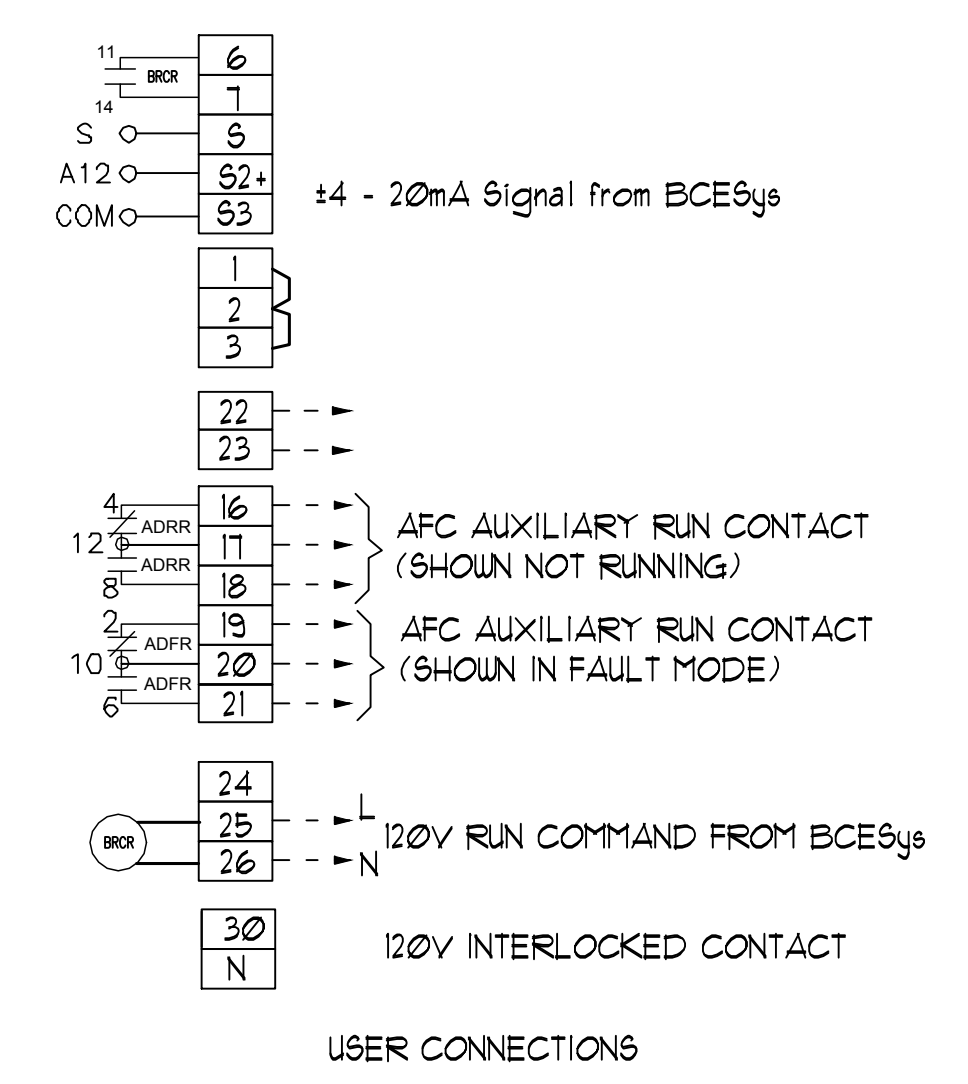 11
BRCR
14
6
7
S S
A12 S2+
COM S3
±4 - 20mA Signal from BCESys
1
2
3
22
23
4 16
ADRR
12 17
ADRR
8 18
AFC AUXILIARY RUN CONTACT
(SHOWN NOT RUNNING)
2 19
ADFR
10 20
ADFR
6 21
AFC AUXILIARY RUN CONTACT
(SHOWN IN FAULT MODE)
24
25 L
BRCR
26 N
120V RUN COMMAND FROM BCESys
30
N
120V INTERLOCKED CONTACT
USER CONNECTIONS